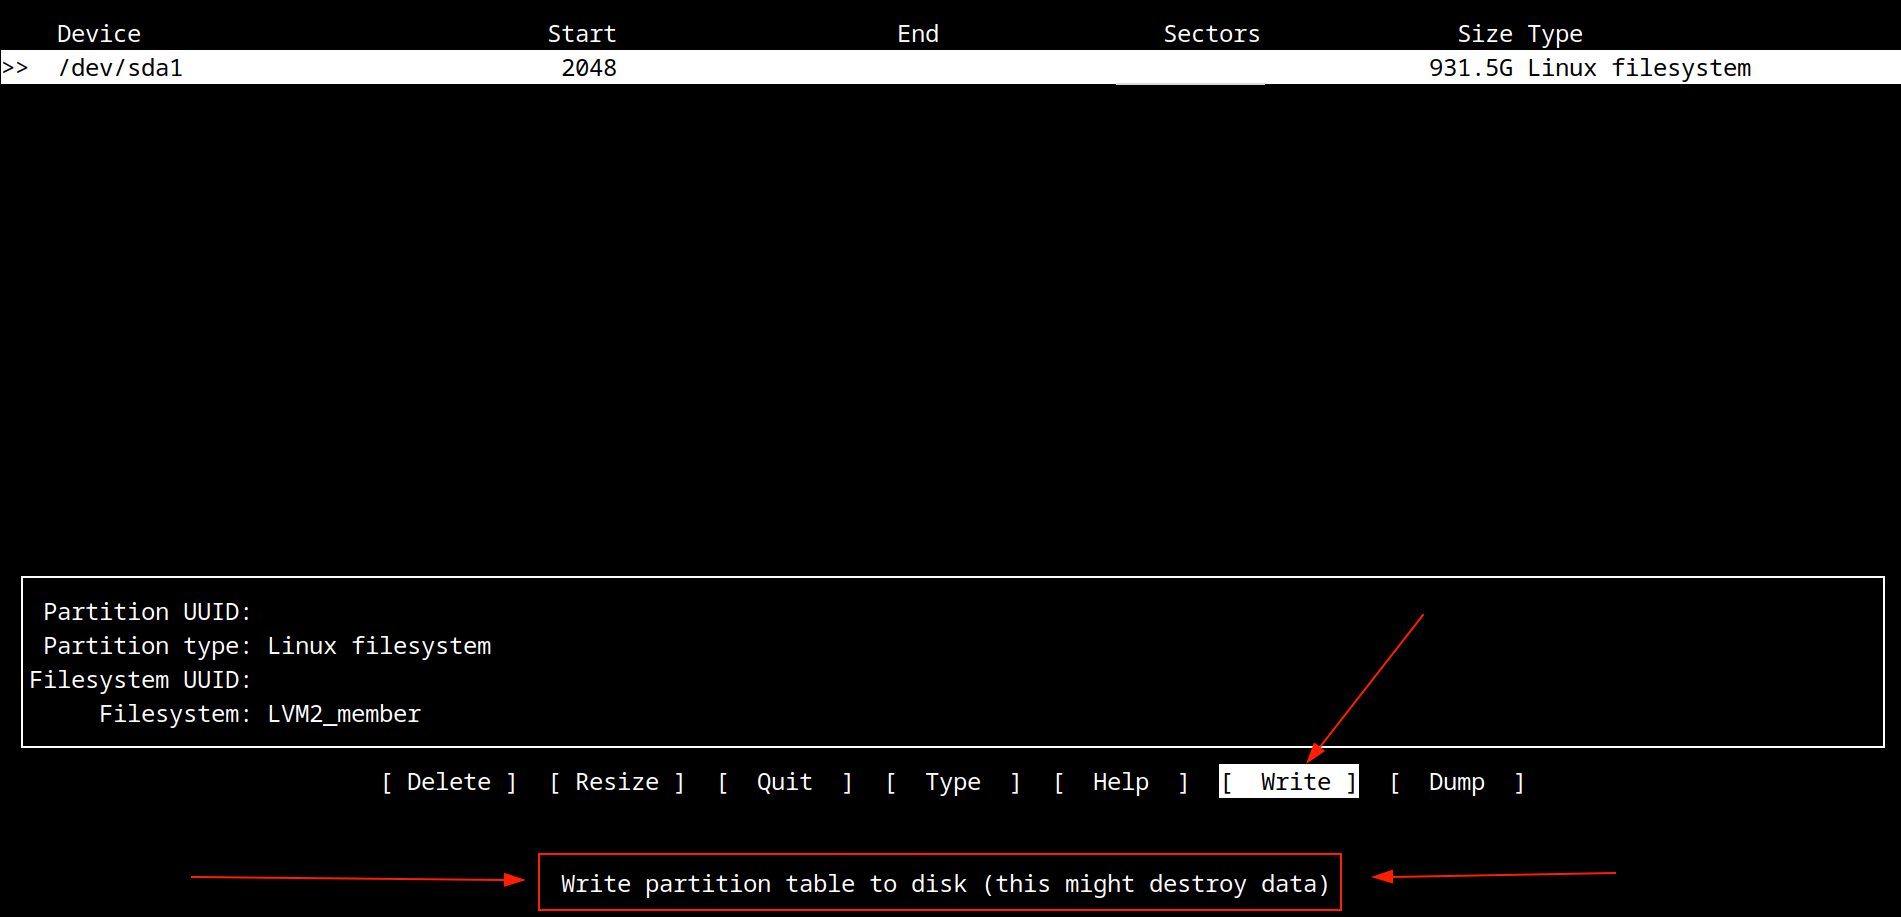 Device Start End Sectors Size Type
>> /dev/sda1 2048 931.5G Linux filesystem
Partition UUID:
Partition type: Linux filesystem
Filesystem UUID:
Filesystem: LVM2_member
[ Delete ] [ Resize ] [ Quit ] [ Type ] [ Help ] [ Write ] [ Dump ]
Write partition table to disk (this might destroy data)